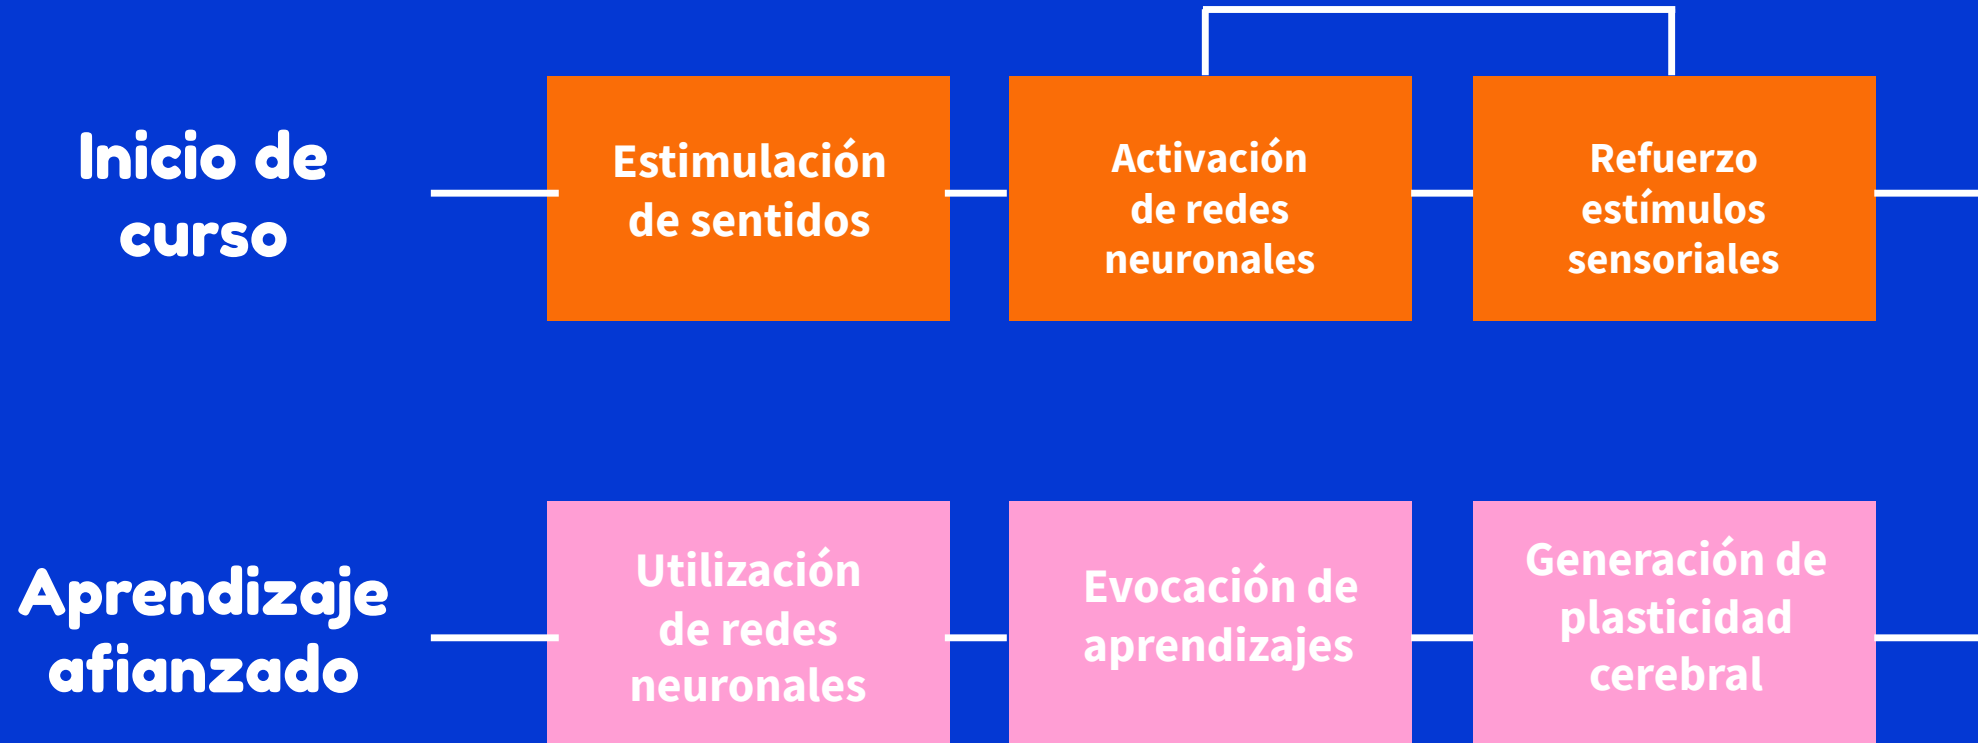 Inicio de
curso
Estimulación
de sentidos
Activación
de redes
neuronales
Refuerzo
estímulos
sensoriales
Aprendizaje
afianzado
Utilización
de redes
neuronales
Evocación de
aprendizajes
Generación de
plasticidad
cerebral